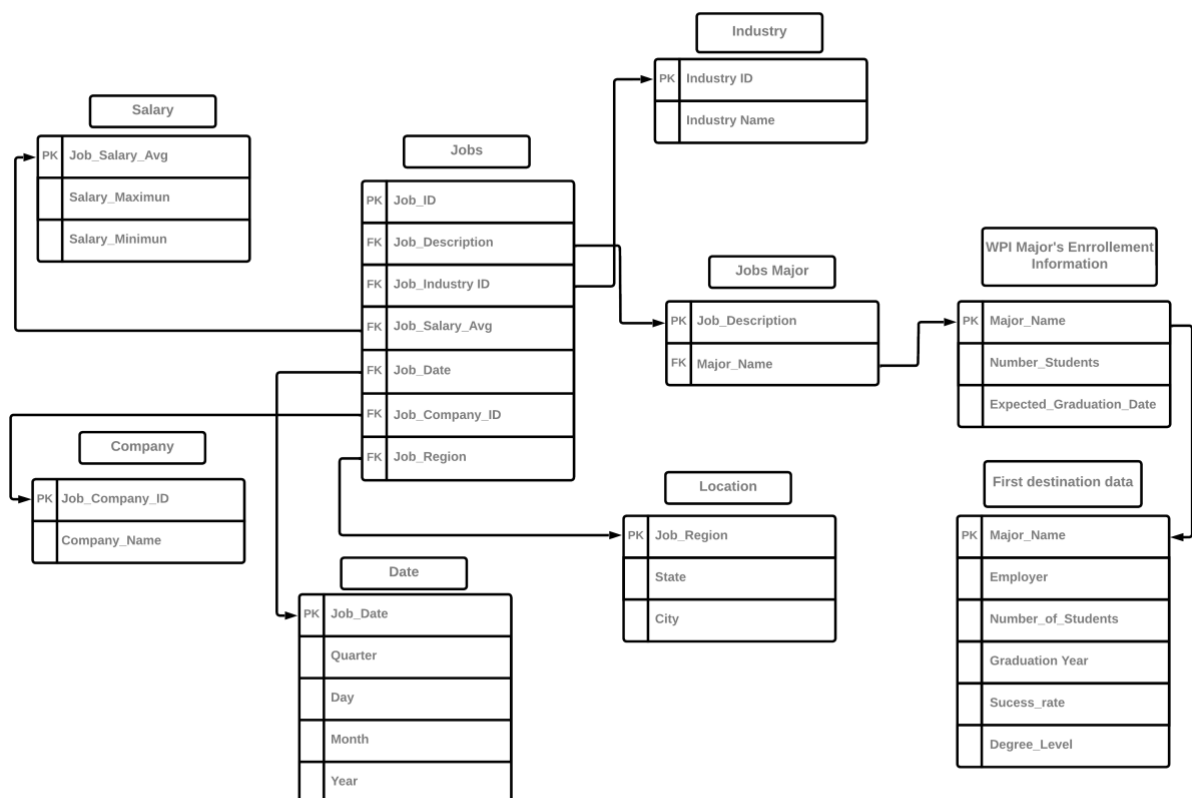 Industry
PK Industry ID
Industry Name
Salary
PK Job_Salary_Avg
Salary_Maximun
Salary_Minimun
Jobs
PK Job_ID
FK Job_Description
FK Job_Industry ID
FK Job_Salary_Avg
FK Job_Date
FK Job_Company_ID
FK Job_Region
Jobs Major
PK Job_Description
FK Major_Name
WPI Major's Enrrollement
Information
PK Major_Name
Number_Students
Expected_Graduation_Date
Company
PK Job_Company_ID
Company_Name
Location
PK Job_Region
State
City
First destination data
PK Major_Name
Employer
Number_of_Students
Graduation Year
Sucess_rate
Degree_Level
Date
PK Job_Date
Quarter
Day
Month
Year